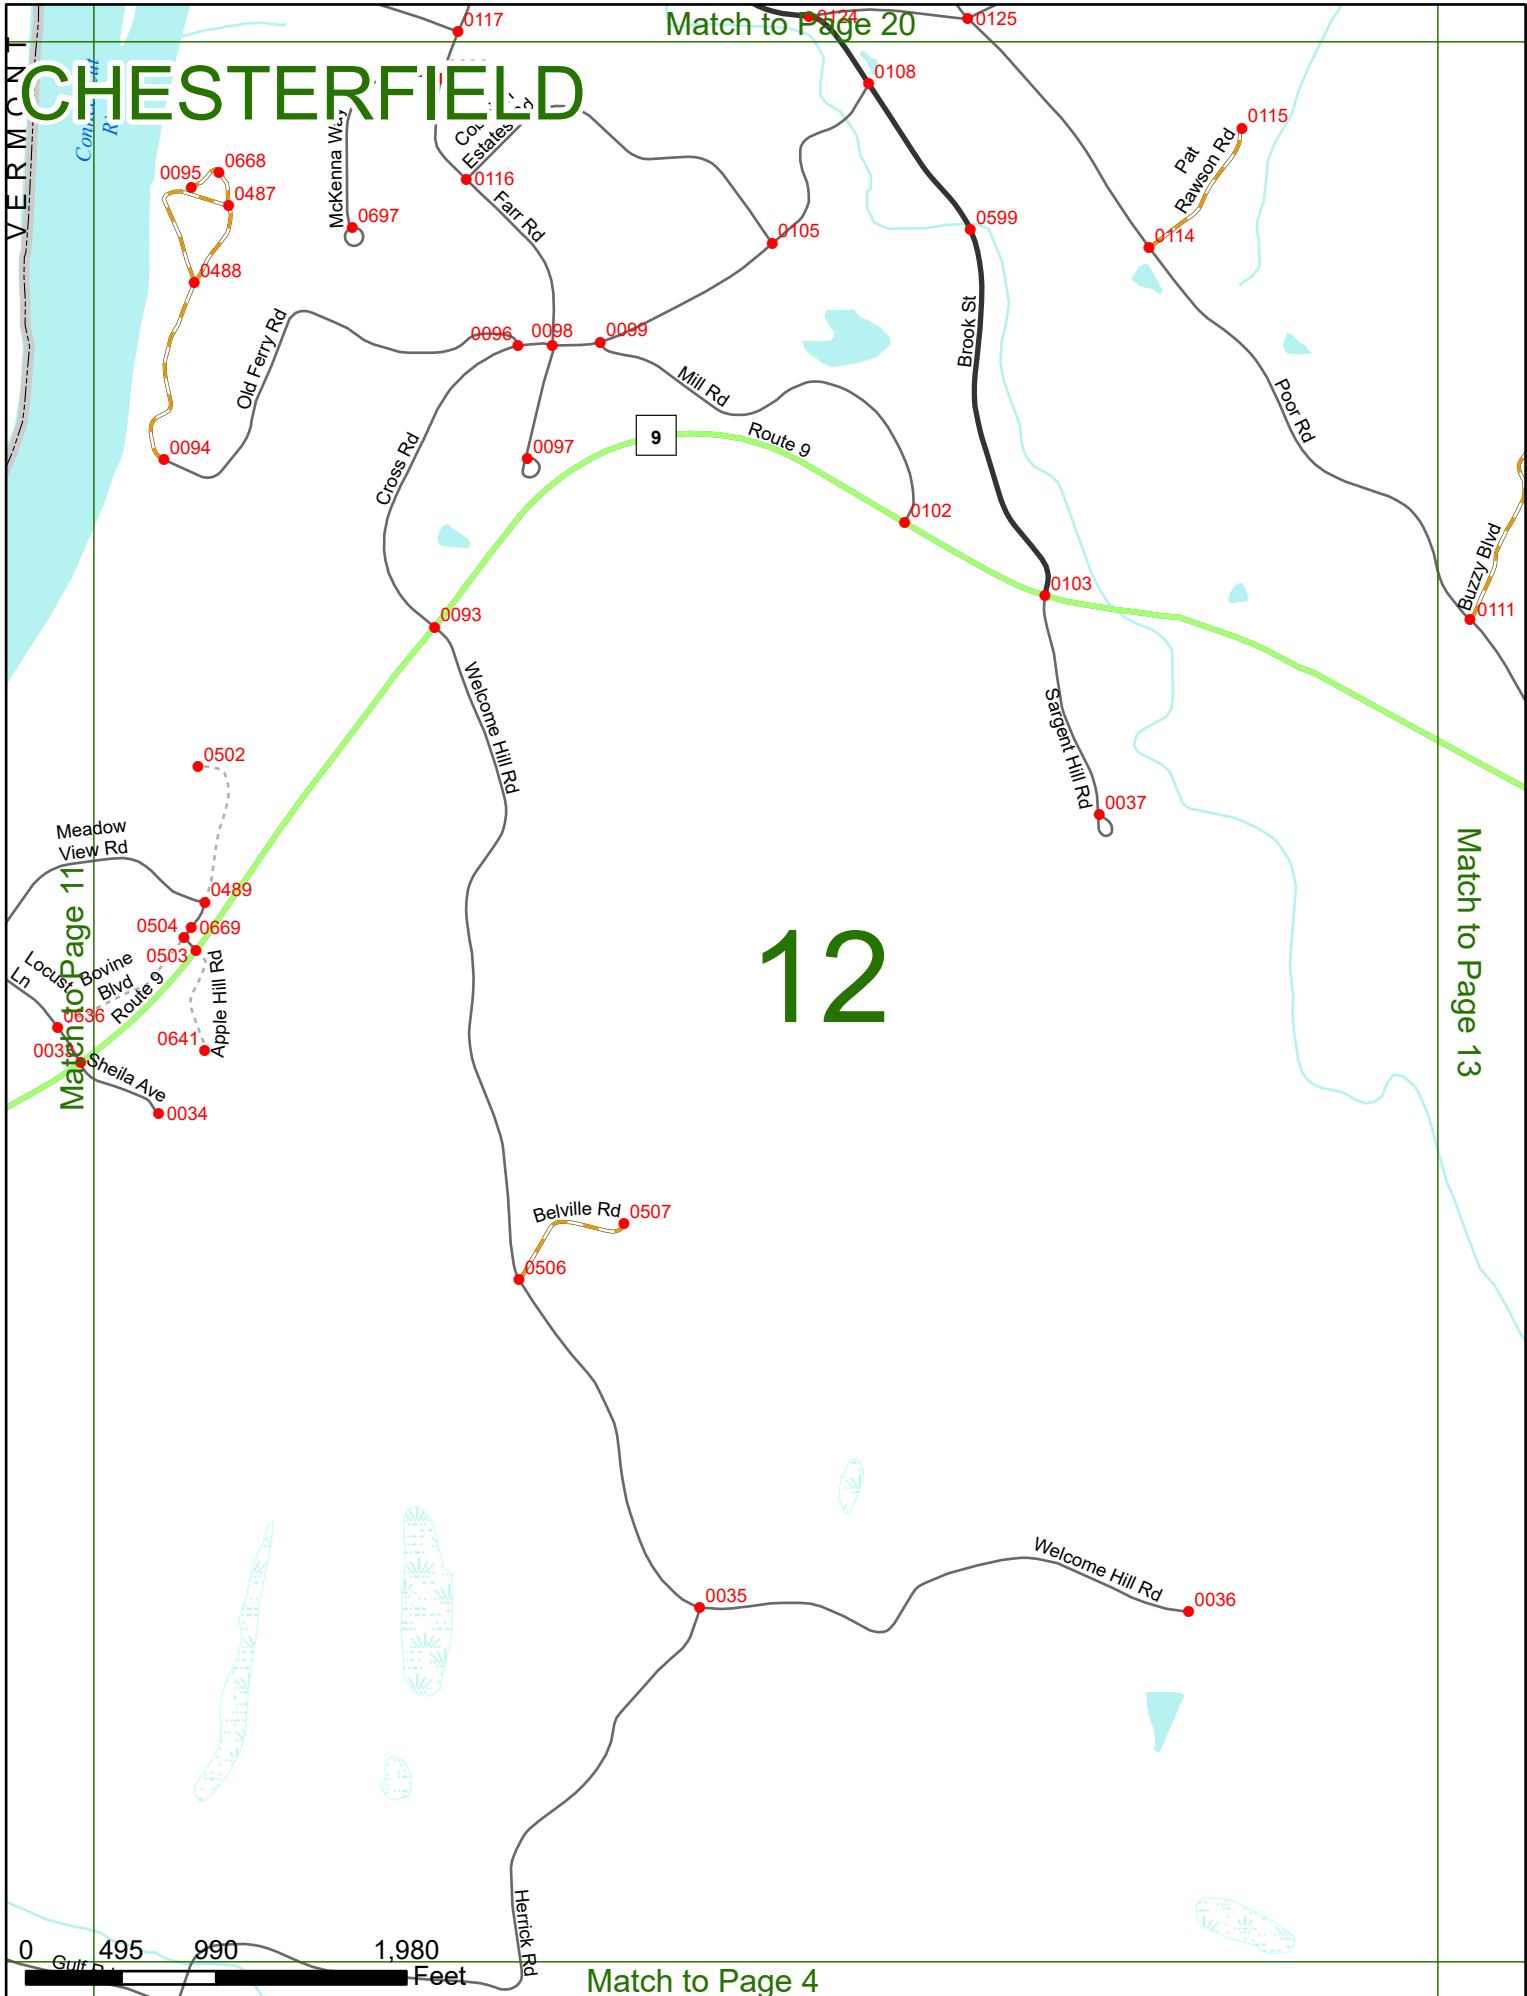 Match to Page 20
0117
0124
0125
CHESTERFIELD
VERMONT
0108
0115
Pat
Rawson Rd
0668
0095
0487
McKenna Way
0697
Estates Rd
0116
Farr Rd
0105
0599
0114
0488
Old Ferry Rd
0096
0098
0099
Brook St
Mill Rd
Poor Rd
9
Route 9
0094
Cross Rd
0097
0102
Buzzy Blvd
0103
0111
0093
Welcome Hill Rd
Sargent Hill Rd
0502
0037
Meadow
View Rd
Match to Page 11
Match to Page 13
0489
0504
0669
0503
Locust
Ln
Bovine
Blvd
Route 9
Apple Hill Rd
12
0636
0033
0641
Sheila Ave
0034
Belville Rd
0507
0506
Welcome Hill Rd
0035
0036
Herrick Rd
0
495
990
1,980
Feet
Gulf Rd
Match to Page 4